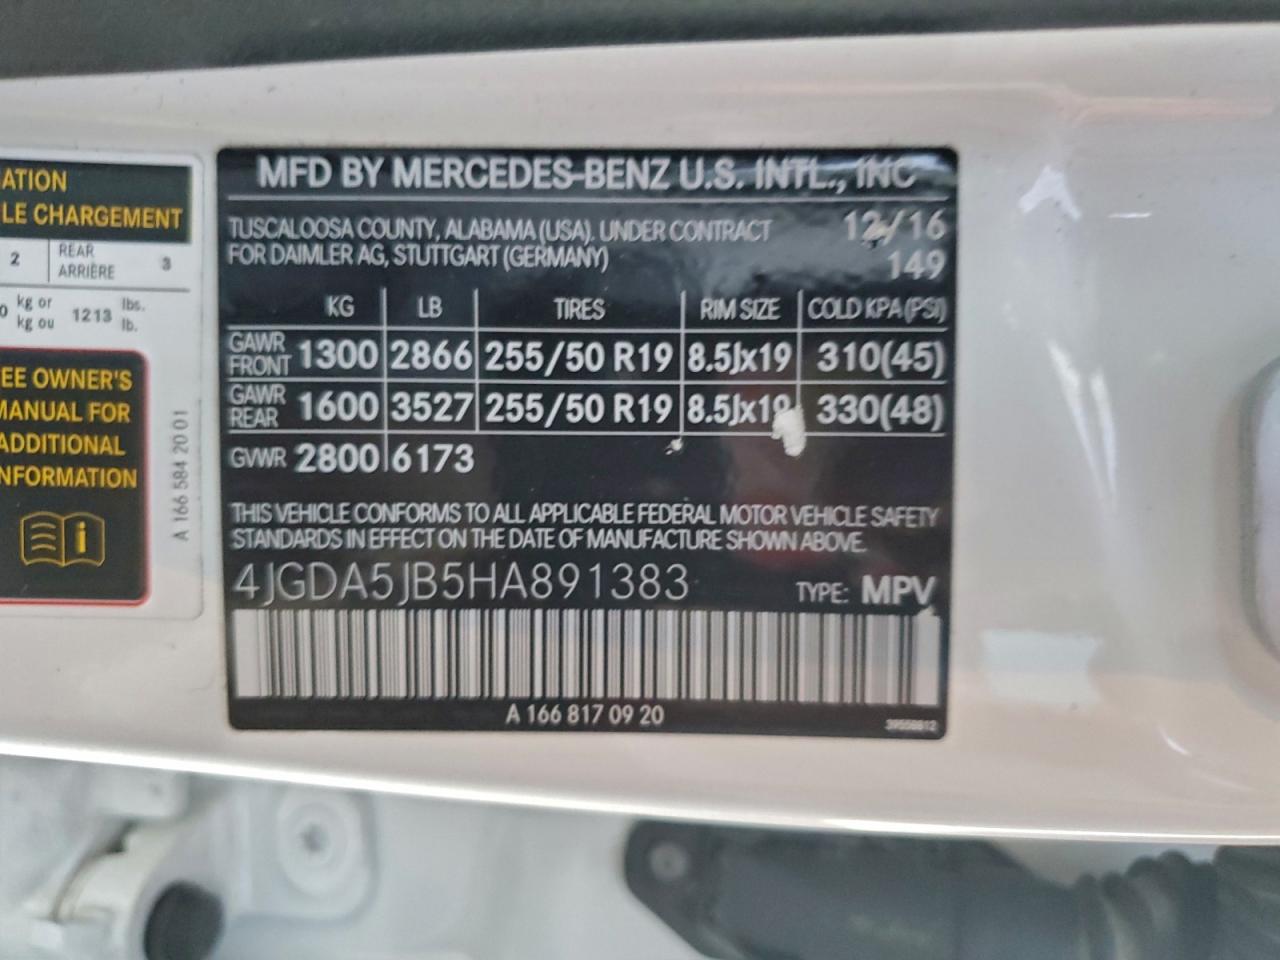 ATION
LE CHARGEMENT
2 REAR ARRIÈRE 3
0 kg or kg ou 1213 lbs. lb.
EE OWNER'S
MANUAL FOR
ADDITIONAL
NFORMATION
A 166 584 20 01
MFD BY MERCEDES-BENZ U.S. INTL., INC
TUSCALOOSA COUNTY, ALABAMA (USA). UNDER CONTRACT 12/16
FOR DAIMLER AG, STUTTGART (GERMANY) 149
KG LB TIRES RIM SIZE COLD KPA (PSI)
GAWR FRONT 1300 2866 255/50 R19 8.5Jx19 310(45)
GAWR REAR 1600 3527 255/50 R19 8.5Jx19 330(48)
GVWR 2800 6173
THIS VEHICLE CONFORMS TO ALL APPLICABLE FEDERAL MOTOR VEHICLE SAFETY
STANDARDS IN EFFECT ON THE DATE OF MANUFACTURE SHOWN ABOVE.
4JGDA5JB5HA891383 TYPE: MPV
A 166 817 09 20